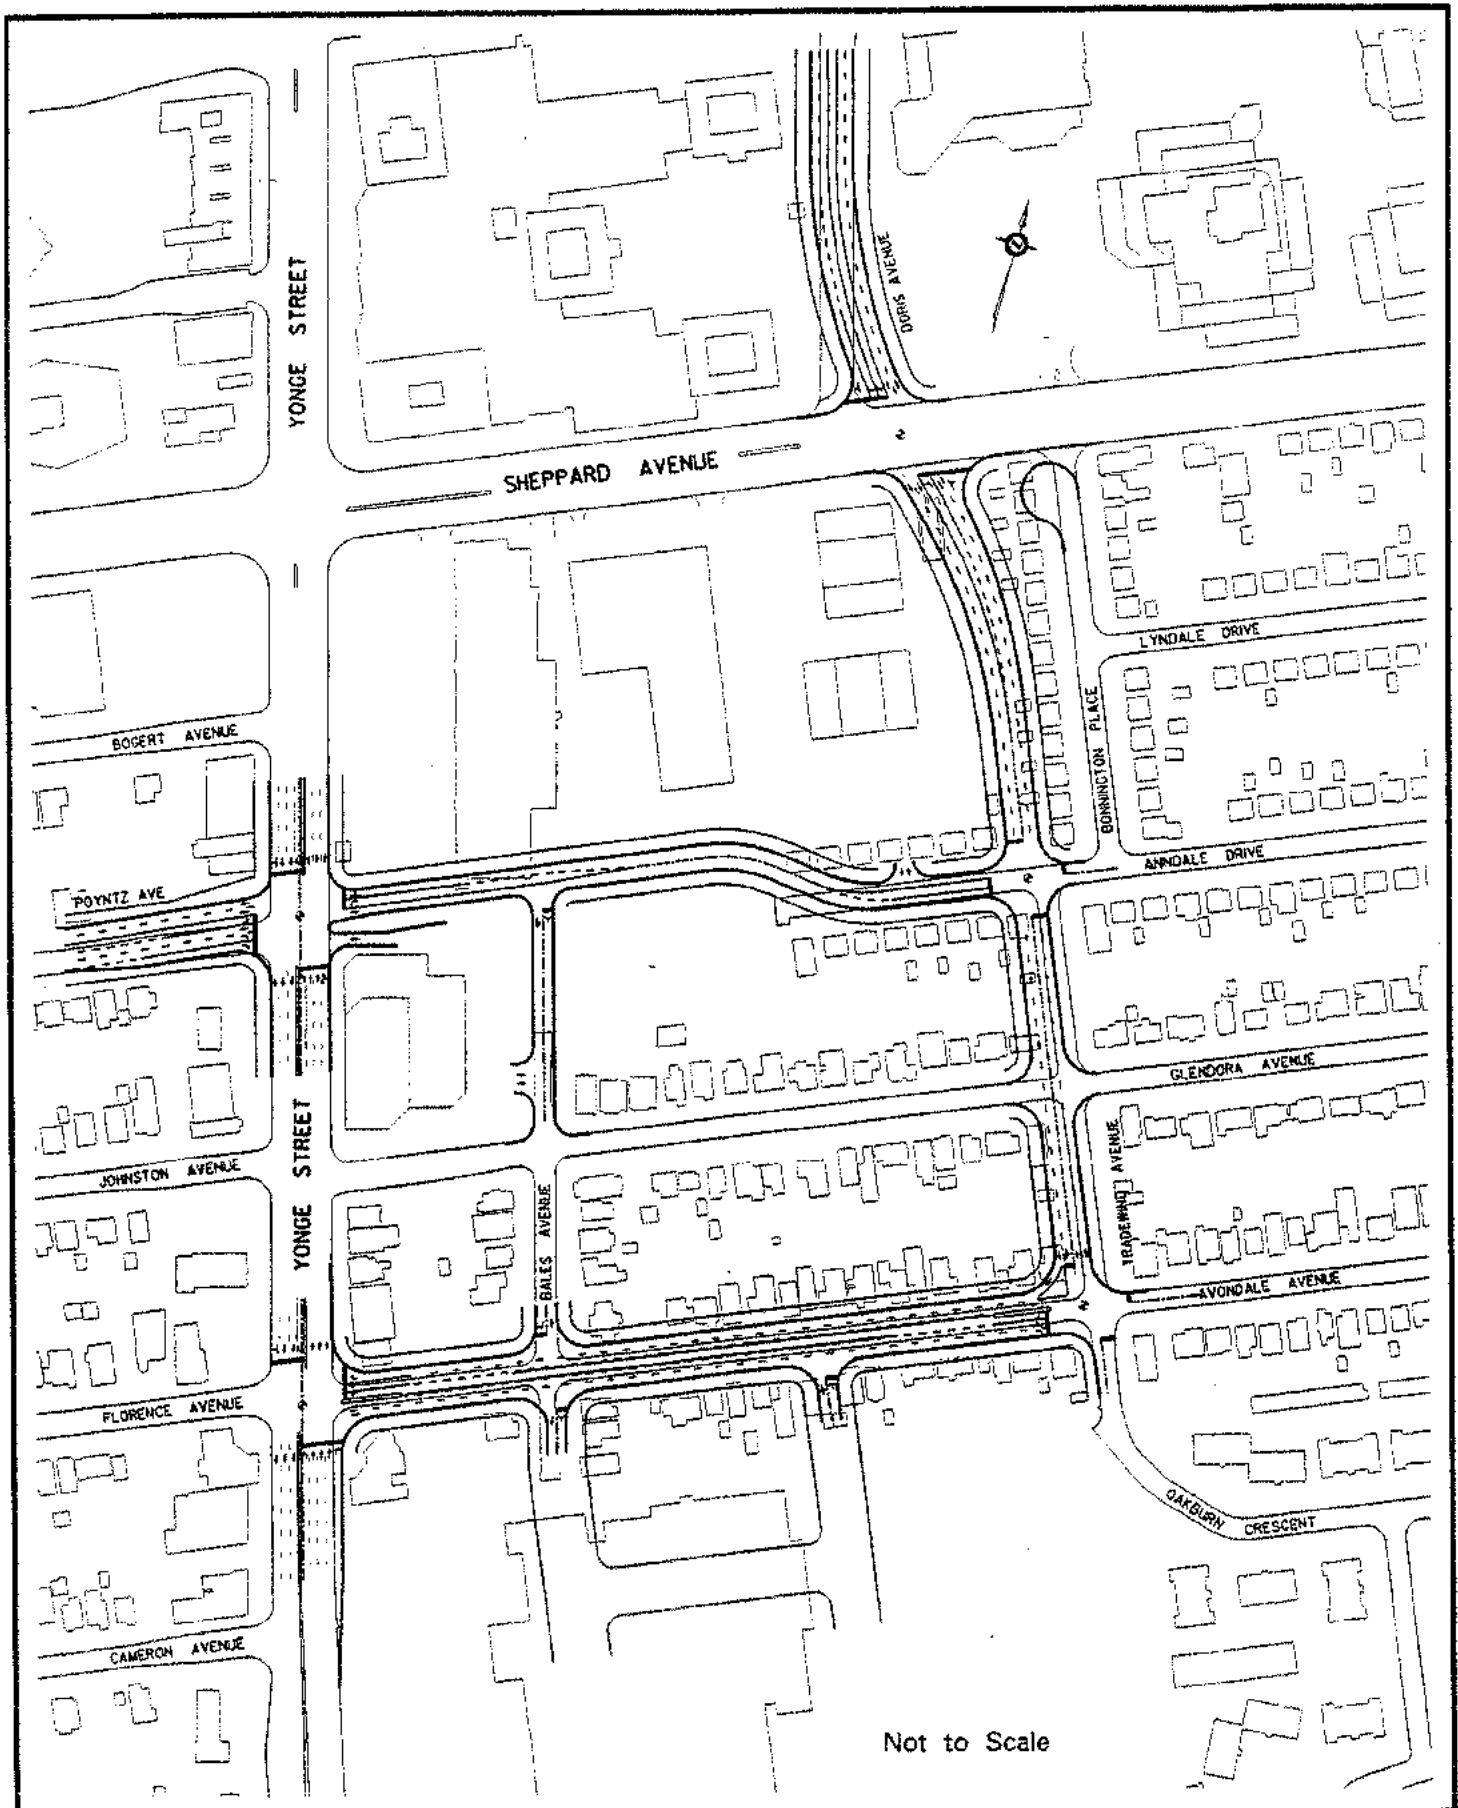 YONGE STREET
DORIS AVENUE
SHEPPARD AVENUE
LYNDALE DRIVE
BOGERT AVENUE
BONNINGTON PLACE
ANNDALE DRIVE
POYNTZ AVE
GLENDORA AVENUE
JOHNSTON AVENUE
YONGE STREET
BALES AVENUE
TRADEWIND AVENUE
AVONDALE AVENUE
FLORENCE AVENUE
OAKBURN CRESCENT
CAMERON AVENUE
Not to Scale